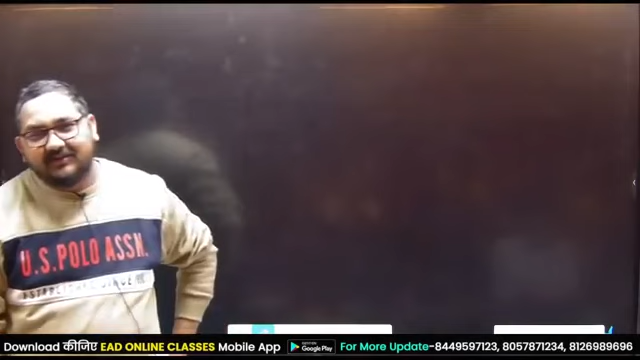 U.S. POLO ASSN.
Download कीजिए EAD ONLINE CLASSES Mobile App Google Play For More Update-8449597123, 8057871234, 8126989696